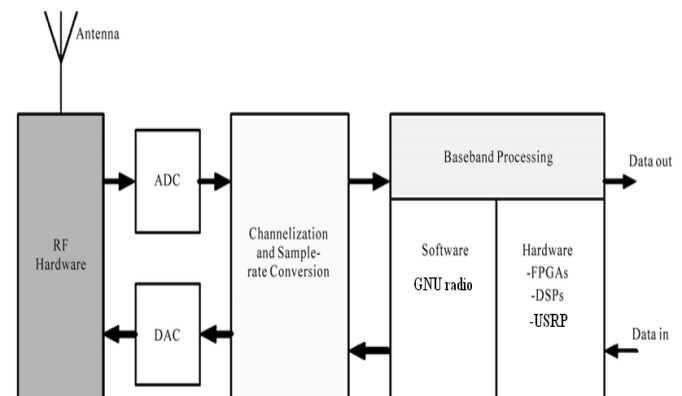 Antenna
RF
Hardware
ADC
DAC
Channelization
and Sample-
rate Conversion
Baseband Processing
Software
GNU radio
Hardware
-FPGAs
-DSPs
-USRP
Data out
Data in